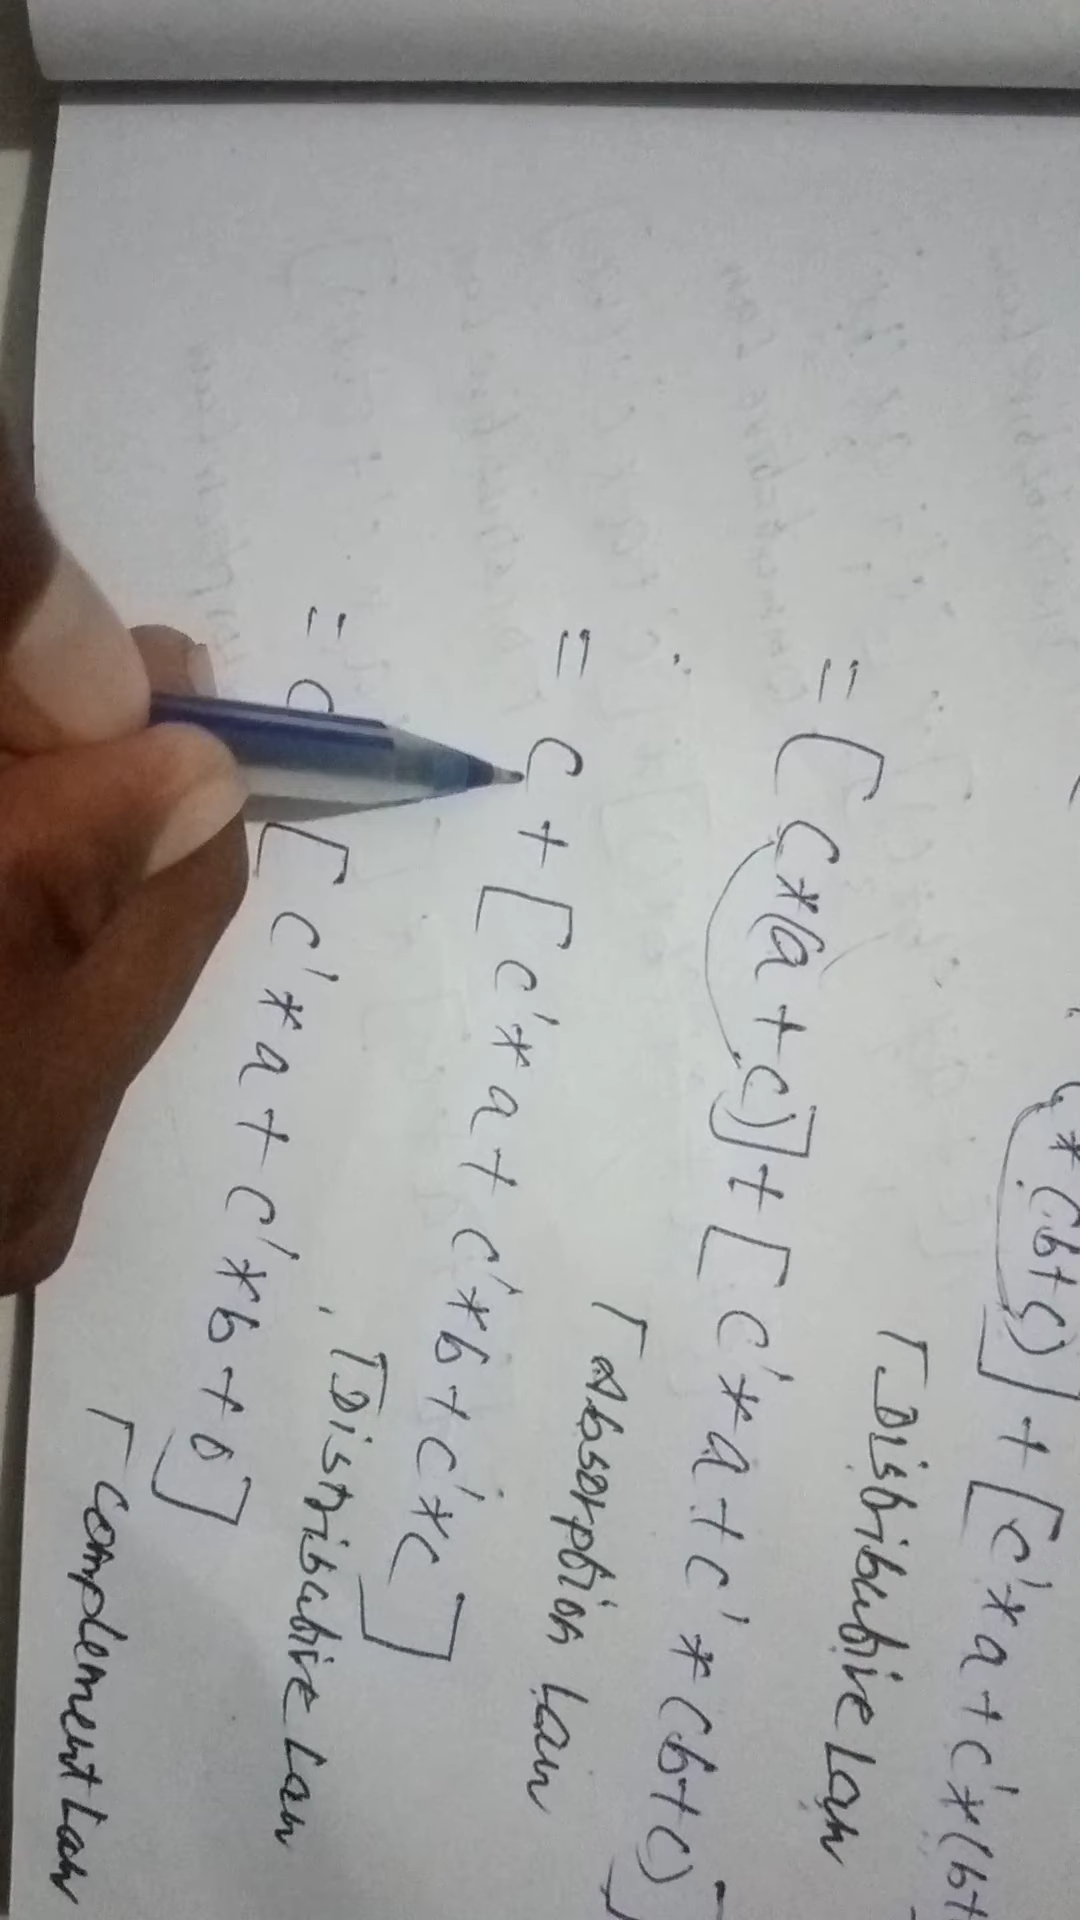 * (b+c)] + [c'*a + c'*(b+
[Distributive Law
= [c*(a + c)] + [c'*a + c'*(b+c)]
[Absorption Law
= c + [c'*a + c'*b + c'*c]
[Distributive Law
= c [c'*a + c'*b + 0]
[complement Law